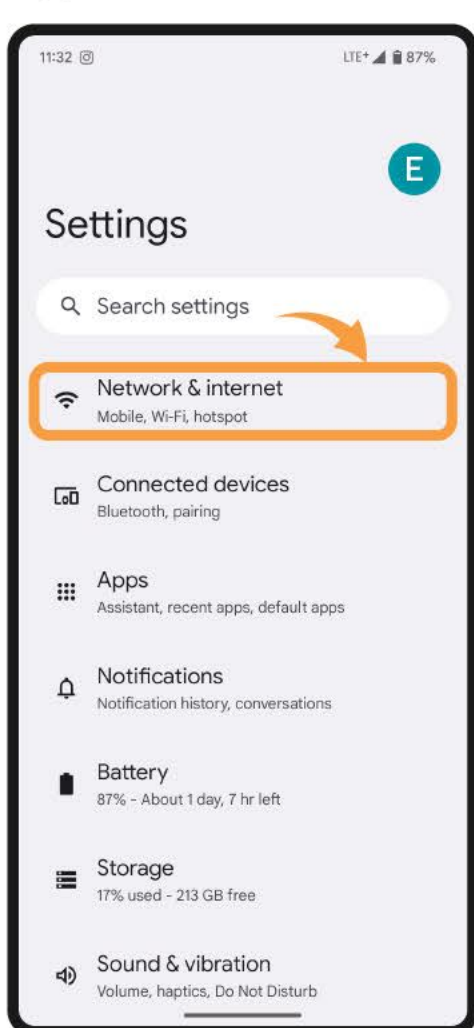 11:32 LTE+ 87%
E
Settings
Search settings
Network & internet
Mobile, Wi-Fi, hotspot
Connected devices
Bluetooth, pairing
Apps
Assistant, recent apps, default apps
Notifications
Notification history, conversations
Battery
87% - About 1 day, 7 hr left
Storage
17% used - 213 GB free
Sound & vibration
Volume, haptics, Do Not Disturb